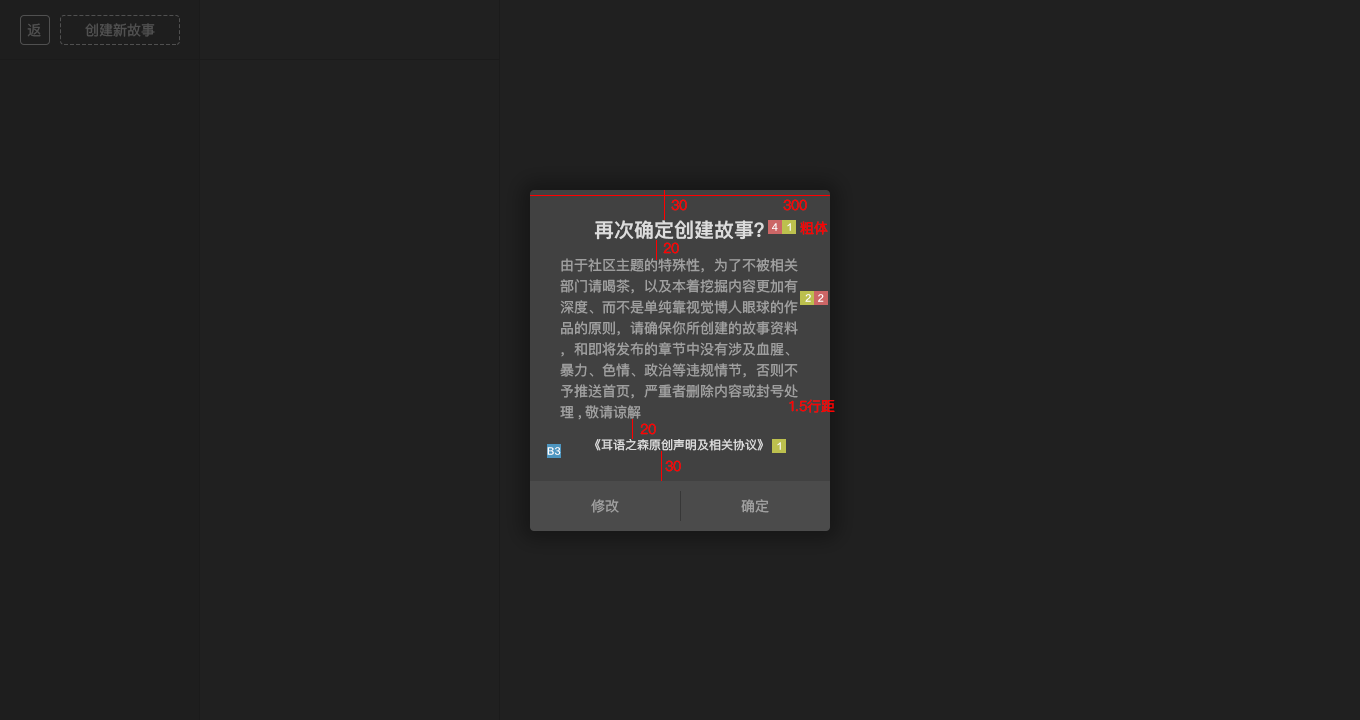 返 创建新故事
30 300
再次确定创建故事? 4 1 粗体
20
由于社区主题的特殊性，为了不被相关
部门请喝茶，以及本着挖掘内容更加有
深度、而不是单纯靠视觉博人眼球的作 2 2
品的原则，请确保你所创建的故事资料
，和即将发布的章节中没有涉及血腥、
暴力、色情、政治等违规情节，否则不
予推送首页，严重者删除内容或封号处
1.5行距
理 , 敬请谅解
20
B3 《耳语之森原创声明及相关协议》 1
30
修改 确定